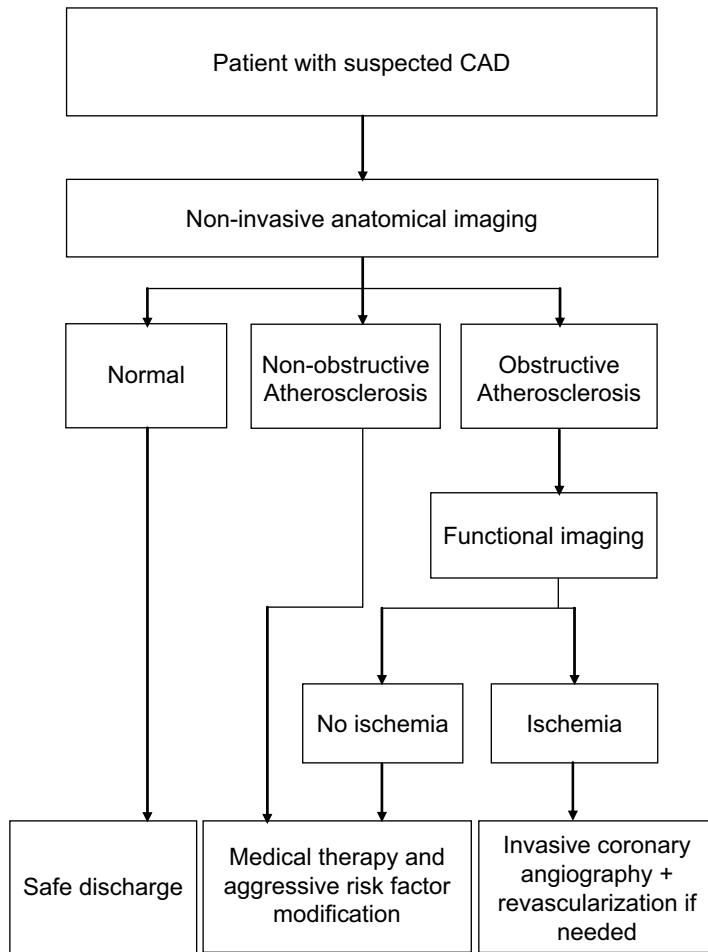 Patient with suspected CAD
Non-invasive anatomical imaging
Normal
Non-obstructive
Atherosclerosis
Obstructive
Atherosclerosis
Functional imaging
No ischemia
Ischemia
Safe discharge
Medical therapy and
aggressive risk factor
modification
Invasive coronary
angiography +
revascularization if
needed